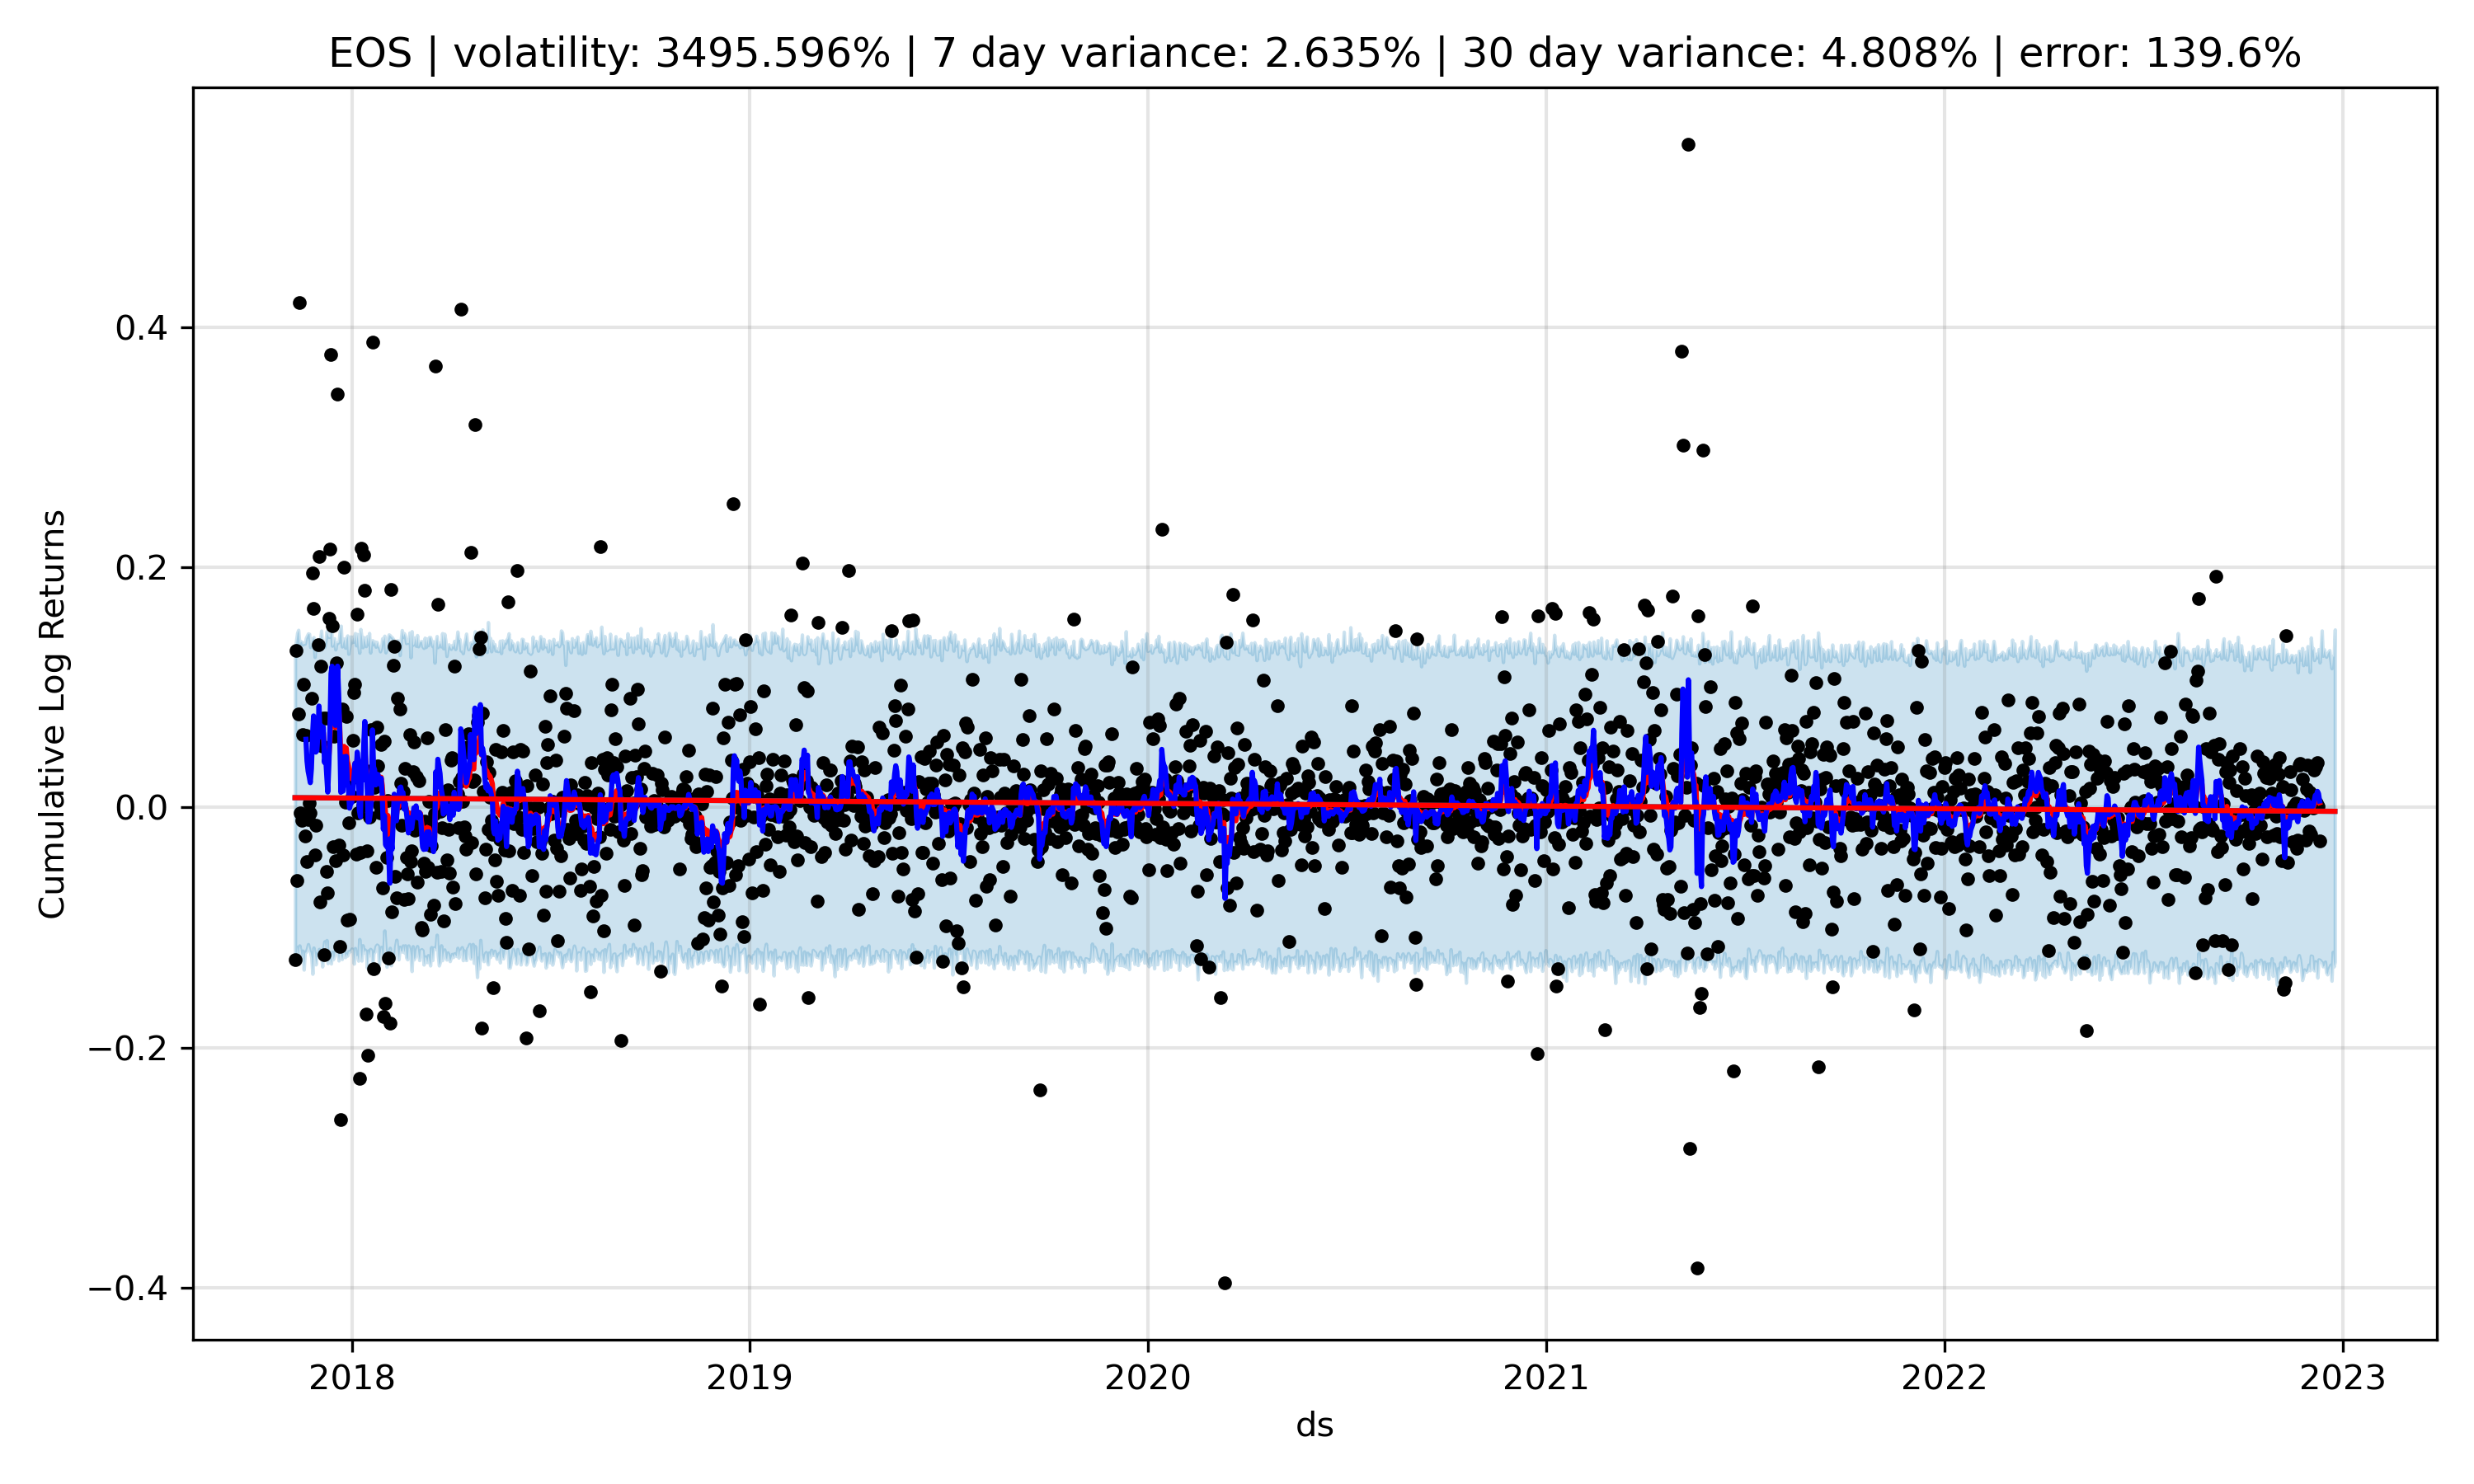 EOS | volatility: 3495.596% | 7 day variance: 2.635% | 30 day variance: 4.808% | error: 139.6%
Cumulative Log Returns
0.4
0.2
0.0
−0.2
−0.4
2018 2019 2020 2021 2022 2023
ds